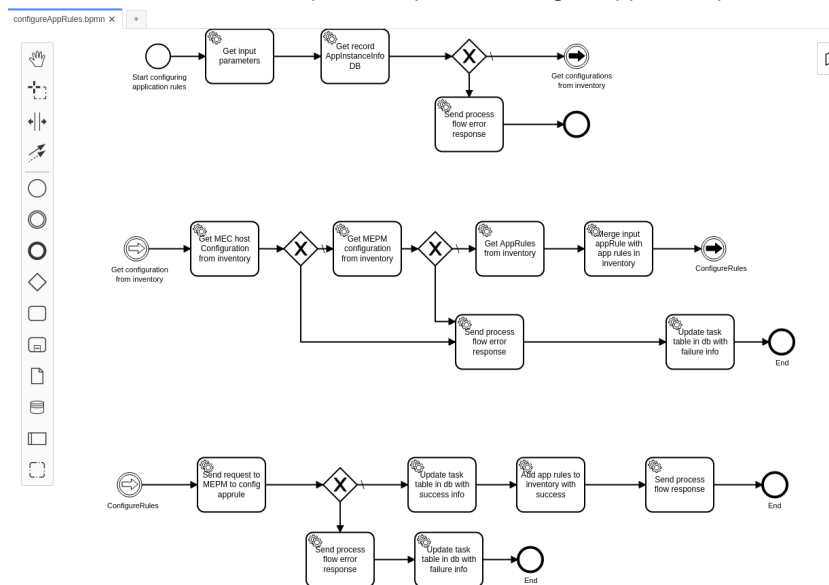 configureAppRules.bpmn
Start configuring
application rules
Get input
parameters
Get record
AppInstanceInfo
DB
Get configurations
from inventory
Send process
flow error
response
Get configuration
from inventory
Get MEC host
Configuration
from inventory
Get MEPM
configuration
from inventory
Get AppRules
from inventory
Merge input
appRule with
app rules in
inventory
ConfigureRules
Send process
flow error
response
Update task
table in db with
failure info
End
ConfigureRules
Send request to
MEPM to config
apprule
Update task
table in db with
success info
Add app rules to
inventory with
success
Send process
flow response
End
Send process
flow error
response
Update task
table in db with
failure info
End